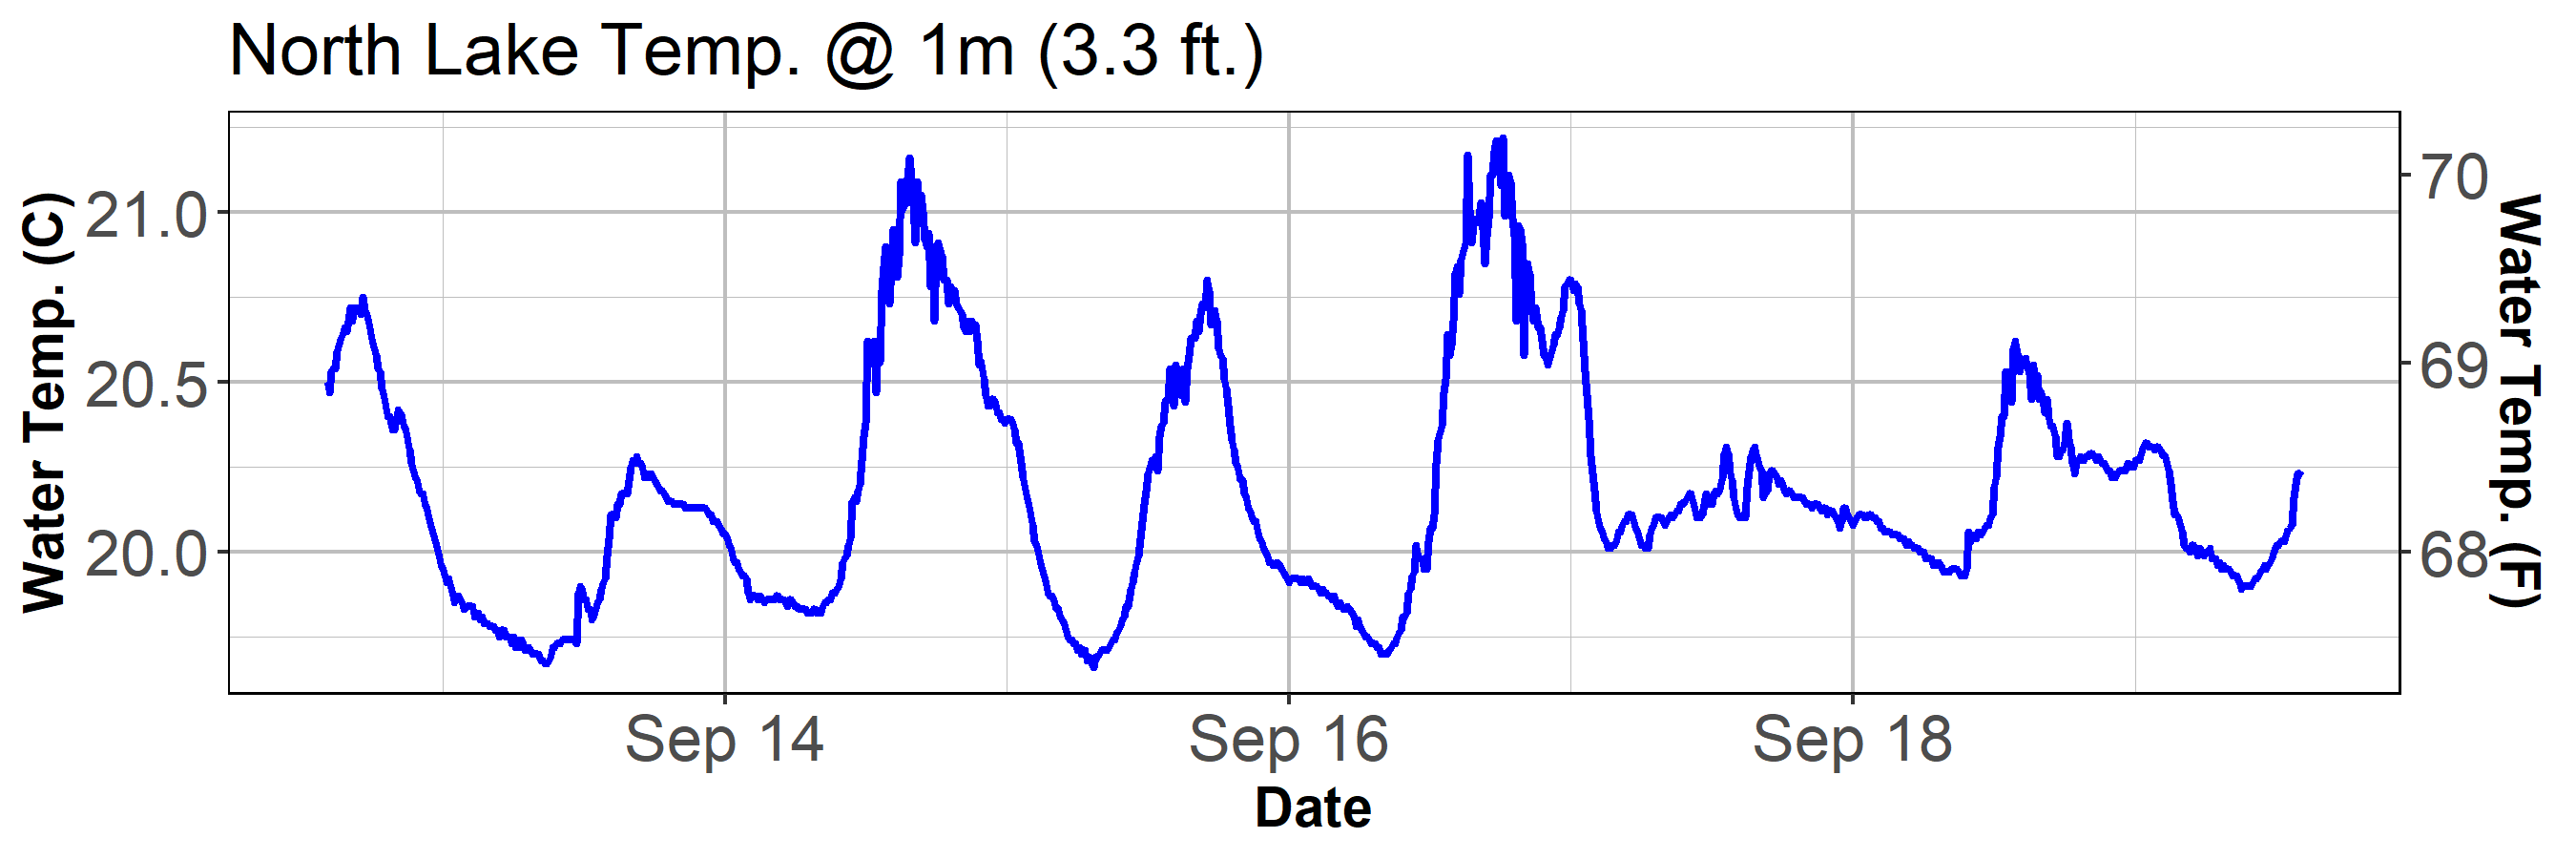 North Lake Temp. @ 1m (3.3 ft.)
Water Temp. (C)
21.0
20.5
20.0
70
69
68
Water Temp. (F)
Sep 14
Sep 16
Sep 18
Date